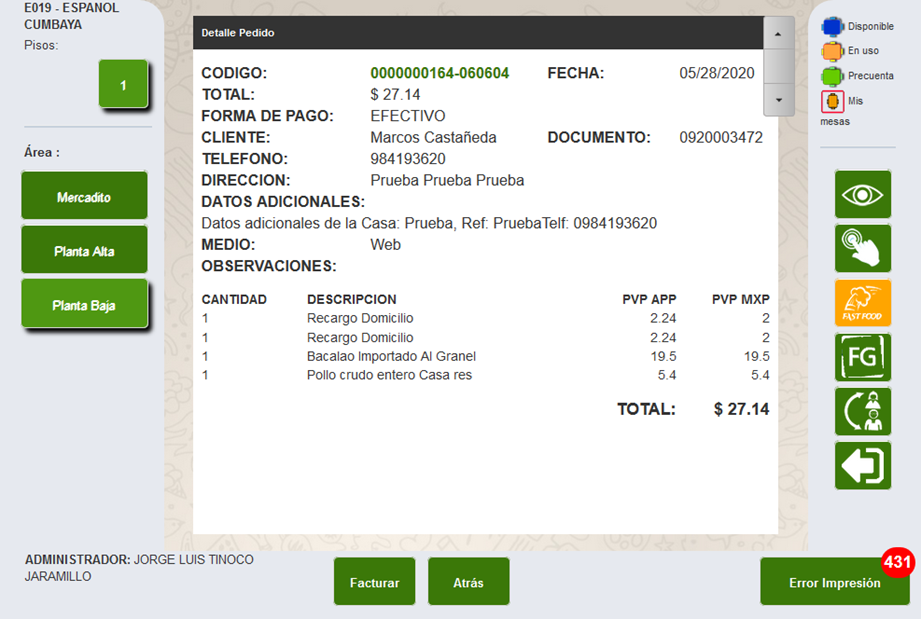 E019 - ESPAÑOL
CUMBAYA
Pisos:
1
Área :
Mercadito
Planta Alta
Planta Baja
Detalle Pedido
CODIGO: 0000000164-060604 FECHA: 05/28/2020
TOTAL: $ 27.14
FORMA DE PAGO: EFECTIVO
CLIENTE: Marcos Castañeda DOCUMENTO: 0920003472
TELEFONO: 984193620
DIRECCION: Prueba Prueba Prueba
DATOS ADICIONALES:
Datos adicionales de la Casa: Prueba, Ref: PruebaTelf: 0984193620
MEDIO: Web
OBSERVACIONES:
CANTIDAD DESCRIPCION PVP APP PVP MXP
1 Recargo Domicilio 2.24 2
1 Recargo Domicilio 2.24 2
1 Bacalao Importado Al Granel 19.5 19.5
1 Pollo crudo entero Casa res 5.4 5.4
TOTAL: $ 27.14
Disponible
En uso
Precuenta
Mis
mesas
FAST FOOD
FG
ADMINISTRADOR: JORGE LUIS TINOCO
JARAMILLO
Facturar
Atrás
Error Impresión
431